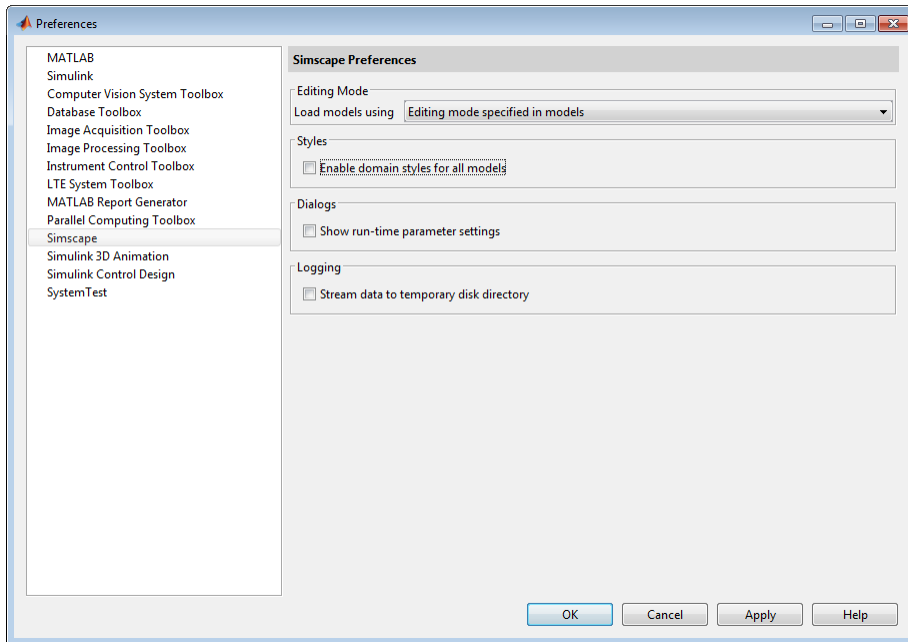 Preferences
MATLAB
Simulink
Computer Vision System Toolbox
Database Toolbox
Image Acquisition Toolbox
Image Processing Toolbox
Instrument Control Toolbox
LTE System Toolbox
MATLAB Report Generator
Parallel Computing Toolbox
Simscape
Simulink 3D Animation
Simulink Control Design
SystemTest
Simscape Preferences
Editing Mode
Load models using Editing mode specified in models
Styles
Enable domain styles for all models
Dialogs
Show run-time parameter settings
Logging
Stream data to temporary disk directory
OK Cancel Apply Help